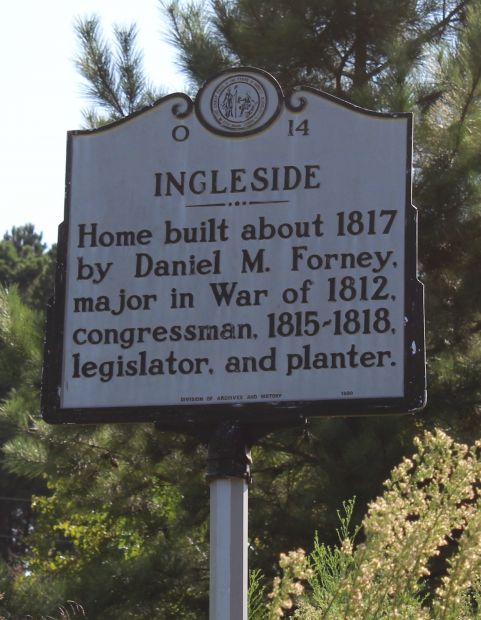 O 14
INGLESIDE
Home built about 1817
by Daniel M. Forney,
major in War of 1812,
congressman, 1815-1818,
legislator, and planter.
DIVISION OF ARCHIVES AND HISTORY